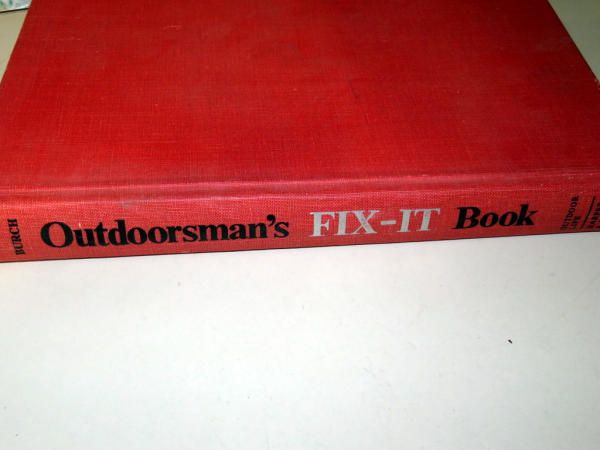 BURCH
Outdoorsman's FIX-IT Book
OUTDOOR
LIFE